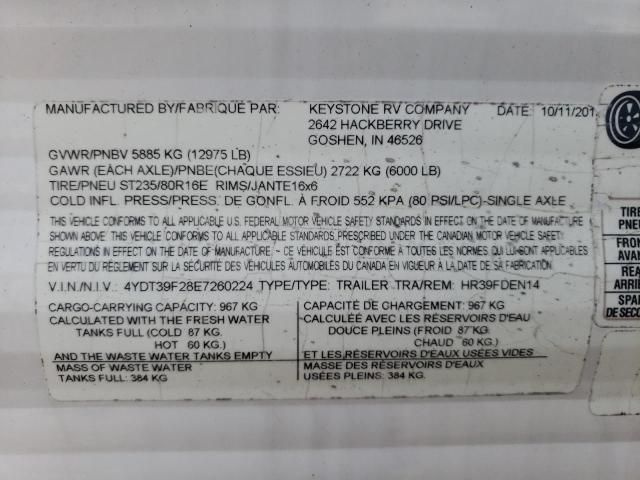 MANUFACTURED BY/FABRIQUÉ PAR: KEYSTONE RV COMPANY DATE: 10/11/201
2642 HACKBERRY DRIVE
GOSHEN, IN 46526
GVWR/PNBV 5885 KG (12975 LB)
GAWR (EACH AXLE)/PNBE(CHAQUE ESSIEU) 2722 KG (6000 LB)
TIRE/PNEU ST235/80R16E RIMS/JANTE16x6
COLD INFL. PRESS/PRESS. DE GONFL. À FROID 552 KPA (80 PSI/LPC)-SINGLE AXLE
THIS VEHICLE CONFORMS TO ALL APPLICABLE U.S. FEDERAL MOTOR VEHICLE SAFETY STANDARDS IN EFFECT ON THE DATE OF MANUFACTURE
SHOWN ABOVE. THIS VEHICLE CONFORMS TO ALL APPLICABLE STANDARDS PRESCRIBED UNDER THE CANADIAN MOTOR VEHICLE SAFETY
REGULATIONS IN EFFECT ON THE DATE OF MANUFACTURE. - CE VÉHICULE EST CONFORME À TOUTES LES NORMES QUI LUI SONT APPLICABLES
EN VERTU DU RÉGLEMENT SUR LA SÉCURITÉ DES VÉHICULES AUTOMOBILES DU CANADA EN VIGUEUR À LA DATE DE SA FABRICATION
V.I.N./N.I.V.: 4YDT39F28E7260224 TYPE/TYPE: TRAILER TRA/REM: HR39FDEN14
CARGO-CARRYING CAPACITY: 967 KG
CALCULATED WITH THE FRESH WATER
TANKS FULL (COLD 87 KG.
HOT 60 KG.)
AND THE WASTE WATER TANKS EMPTY
MASS OF WASTE WATER
TANKS FULL: 384 KG.
CAPACITÉ DE CHARGEMENT: 967 KG
CALCULÉE AVEC LES RÉSERVOIRS D'EAU
DOUCE PLEINS (FROID 87 KG.
CHAUD 60 KG.)
ET LES RÉSERVOIRS D'EAUX USÉES VIDES
MASSE DES RÉSERVOIRS D'EAUX
USÉES PLEINS: 384 KG.
TIRE
PNEU
FRON
AVAN
REA
ARRIÈ
SPAR
DE SECO